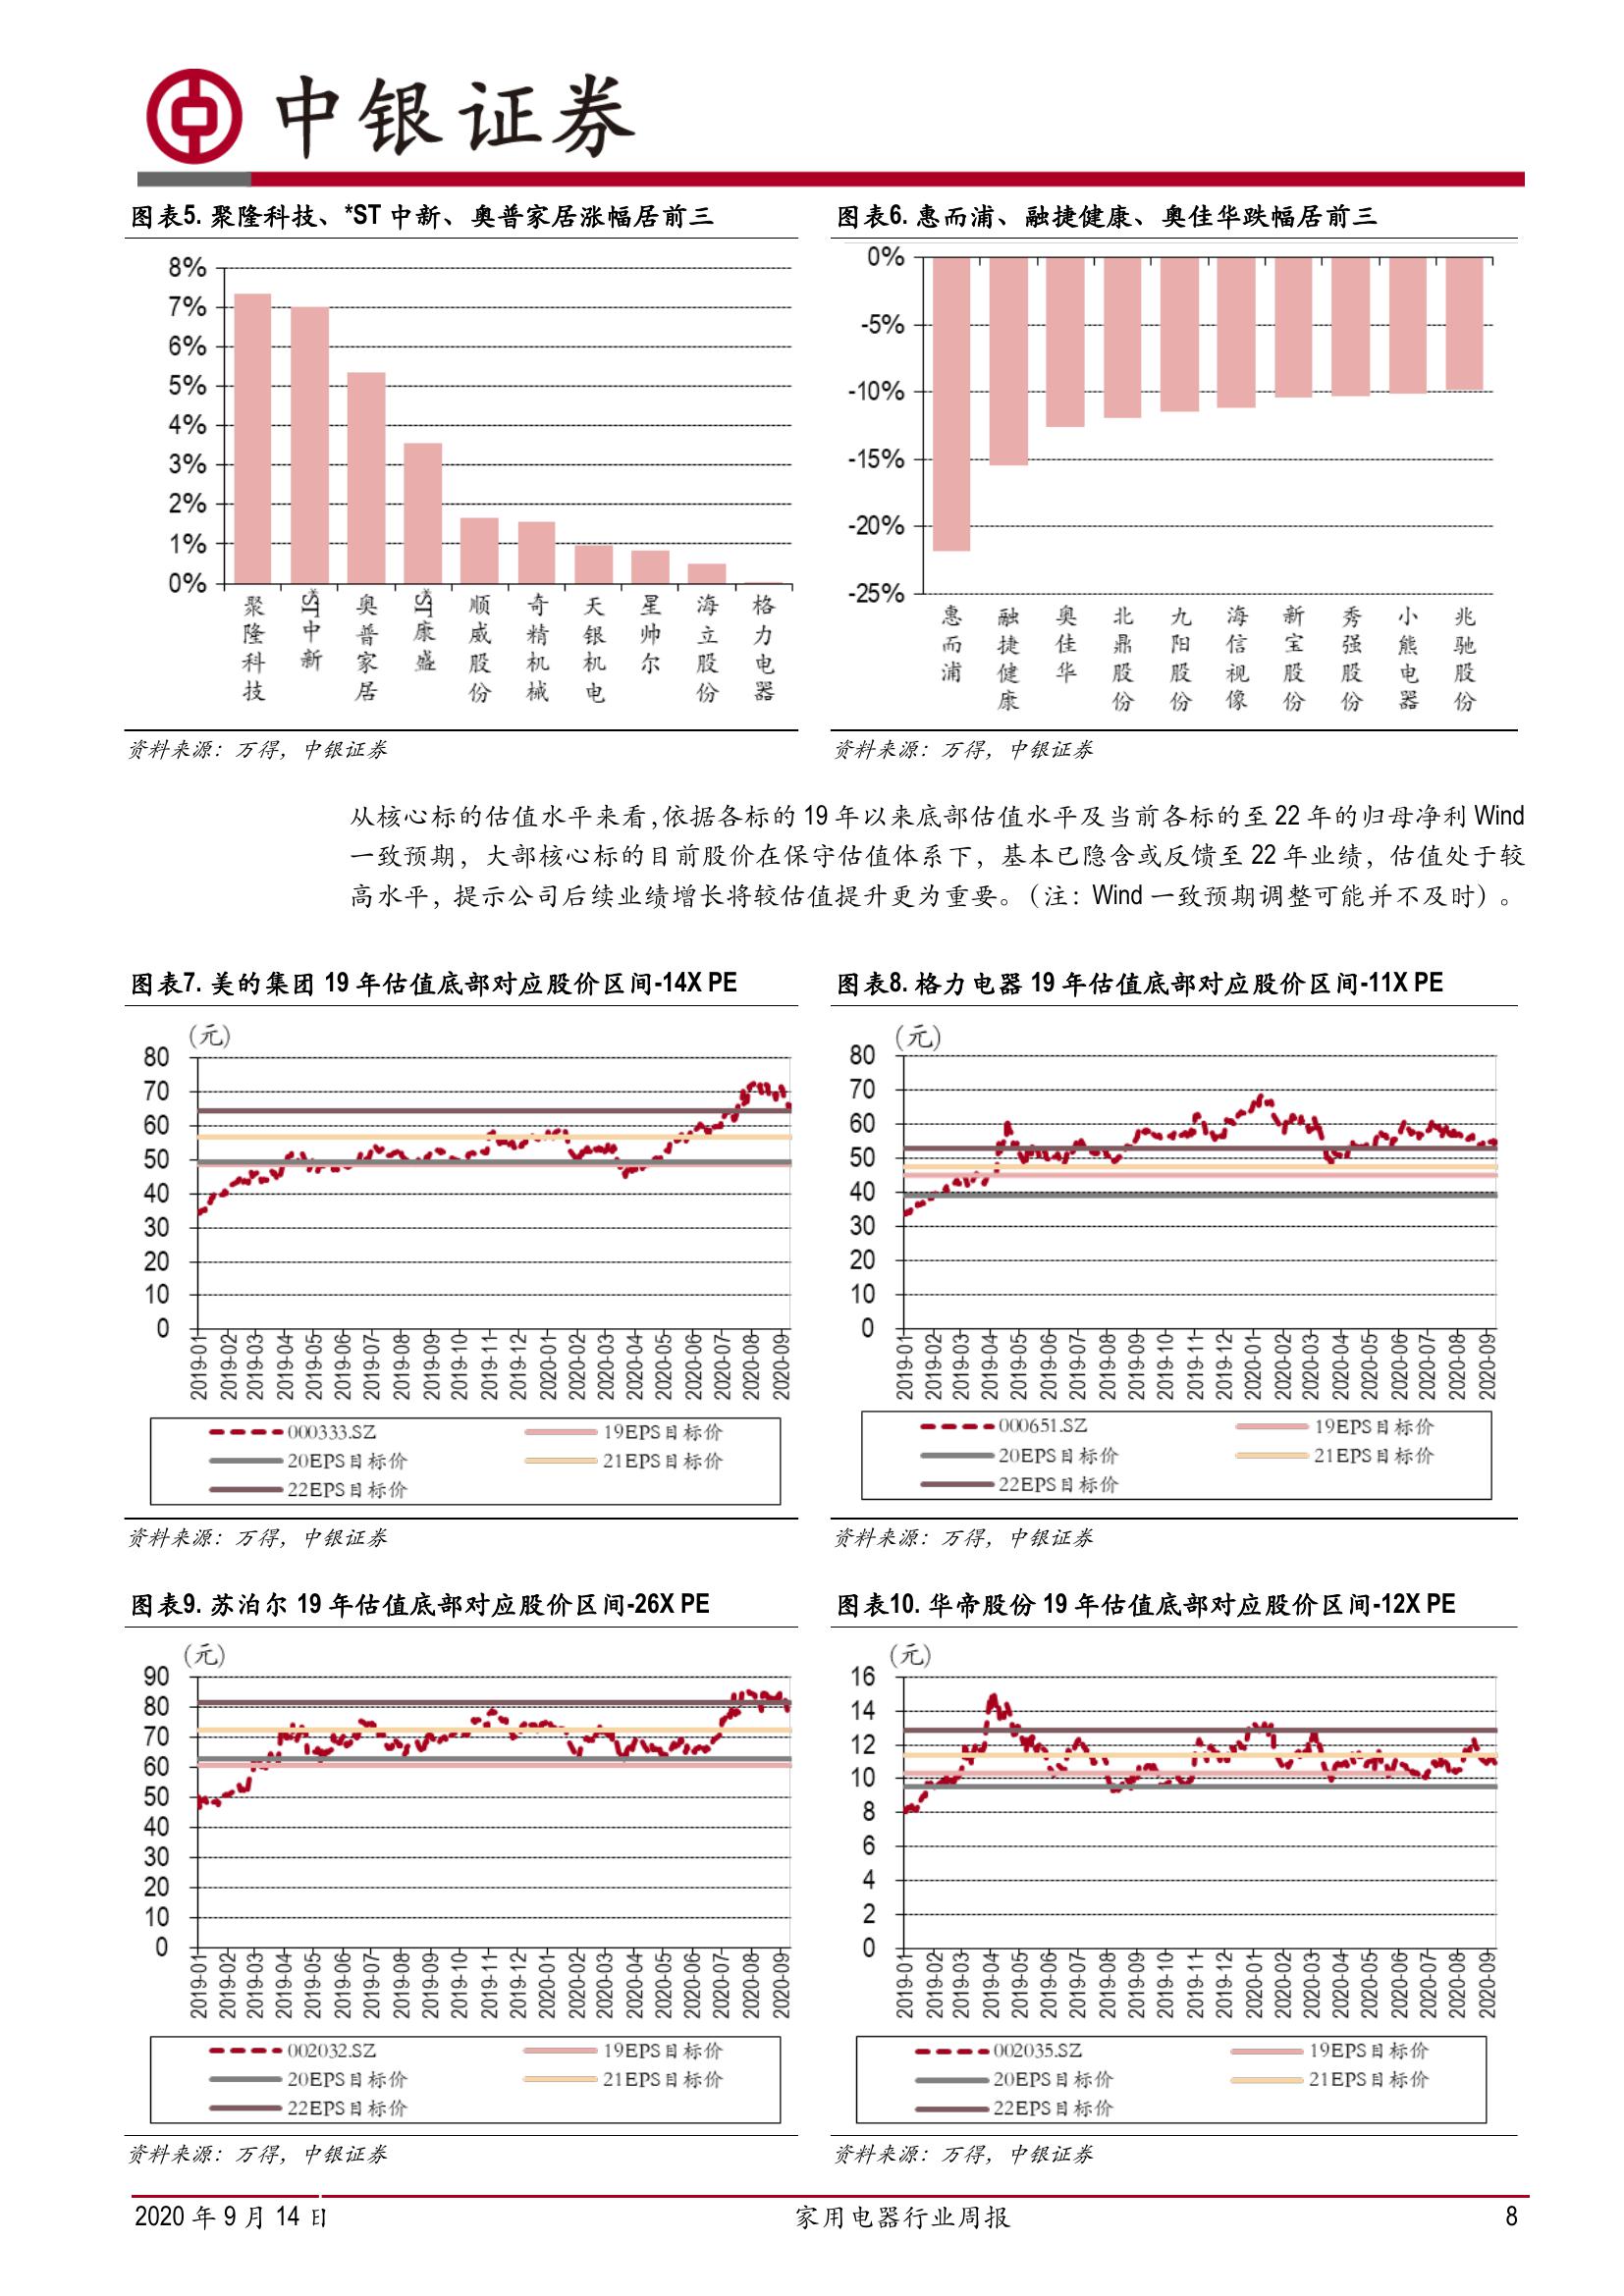 中银证券
图表5. 聚隆科技、*ST 中新、奥普家居涨幅居前三
8%
7%
6%
5%
4%
3%
2%
1%
0%
聚隆科技
*ST中新
奥普家居
*ST康盛
顺威股份
奇精机械
天银机电
星帅尔
海立股份
格力电器
资料来源：万得，中银证券
图表6. 惠而浦、融捷健康、奥佳华跌幅居前三
0%
-5%
-10%
-15%
-20%
-25%
惠而浦
融捷健康
奥佳华
北鼎股份
九阳股份
海信视像
新宝股份
秀强股份
小熊电器
兆驰股份
资料来源：万得，中银证券
从核心标的估值水平来看,依据各标的 19 年以来底部估值水平及当前各标的至 22 年的归母净利 Wind
一致预期，大部核心标的目前股价在保守估值体系下，基本已隐含或反馈至 22 年业绩，估值处于较
高水平，提示公司后续业绩增长将较估值提升更为重要。（注：Wind 一致预期调整可能并不及时）。
图表7. 美的集团 19 年估值底部对应股价区间-14X PE
(元)
80
70
60
50
40
30
20
10
0
2019-01
2019-02
2019-03
2019-04
2019-05
2019-06
2019-07
2019-08
2019-09
2019-10
2019-11
2019-12
2020-01
2020-02
2020-03
2020-04
2020-05
2020-06
2020-07
2020-08
2020-09
000333.SZ
19EPS目标价
20EPS目标价
21EPS目标价
22EPS目标价
资料来源：万得，中银证券
图表8. 格力电器 19 年估值底部对应股价区间-11X PE
(元)
80
70
60
50
40
30
20
10
0
2019-01
2019-02
2019-03
2019-04
2019-05
2019-06
2019-07
2019-08
2019-09
2019-10
2019-11
2019-12
2020-01
2020-02
2020-03
2020-04
2020-05
2020-06
2020-07
2020-08
2020-09
000651.SZ
19EPS目标价
20EPS目标价
21EPS目标价
22EPS目标价
资料来源：万得，中银证券
图表9. 苏泊尔 19 年估值底部对应股价区间-26X PE
(元)
90
80
70
60
50
40
30
20
10
0
2019-01
2019-02
2019-03
2019-04
2019-05
2019-06
2019-07
2019-08
2019-09
2019-10
2019-11
2019-12
2020-01
2020-02
2020-03
2020-04
2020-05
2020-06
2020-07
2020-08
2020-09
002032.SZ
19EPS目标价
20EPS目标价
21EPS目标价
22EPS目标价
资料来源：万得，中银证券
图表10. 华帝股份 19 年估值底部对应股价区间-12X PE
(元)
16
14
12
10
8
6
4
2
0
2019-01
2019-02
2019-03
2019-04
2019-05
2019-06
2019-07
2019-08
2019-09
2019-10
2019-11
2019-12
2020-01
2020-02
2020-03
2020-04
2020-05
2020-06
2020-07
2020-08
2020-09
002035.SZ
19EPS目标价
20EPS目标价
21EPS目标价
22EPS目标价
资料来源：万得，中银证券
2020 年 9 月 14 日
家用电器行业周报
8